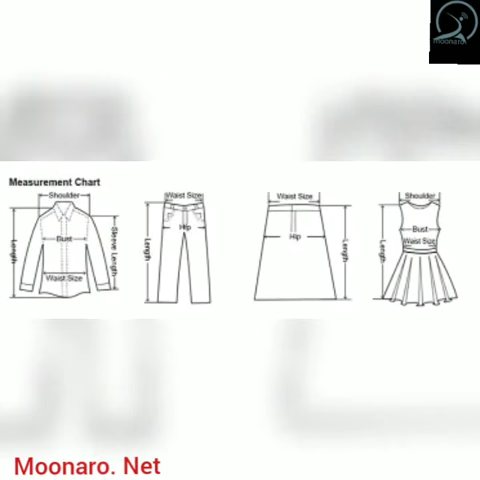 moonaro.
Measurement Chart
Shoulder
Length
Bust
Sleeve Length
Waist Size
Waist Size
Hip
Length
Waist Size
Hip
Length
Shoulder
Bust
Waist Size
Length
Moonaro. Net